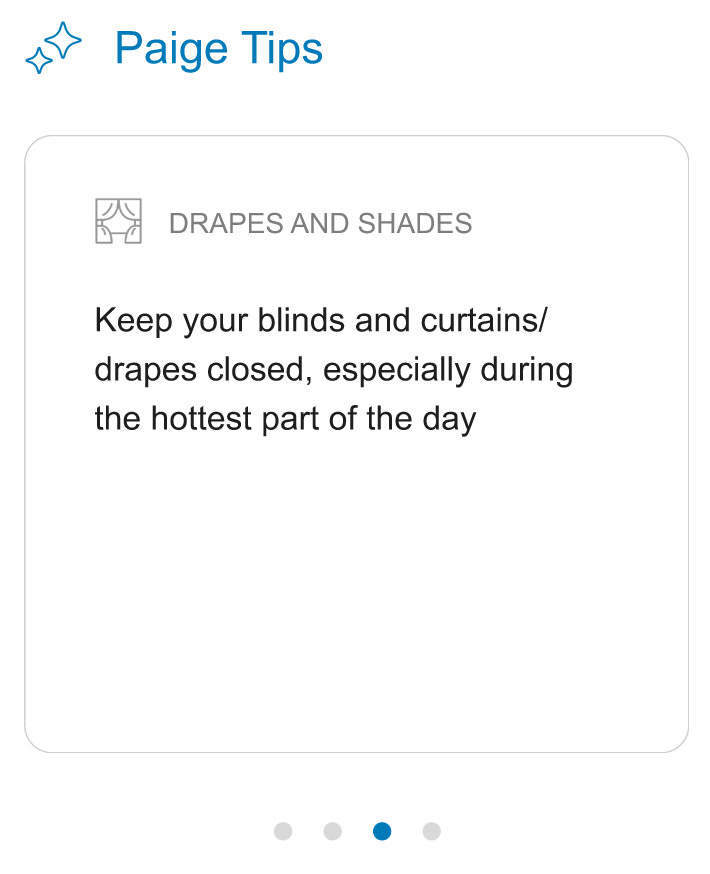 Paige Tips
DRAPES AND SHADES
Keep your blinds and curtains/
drapes closed, especially during
the hottest part of the day